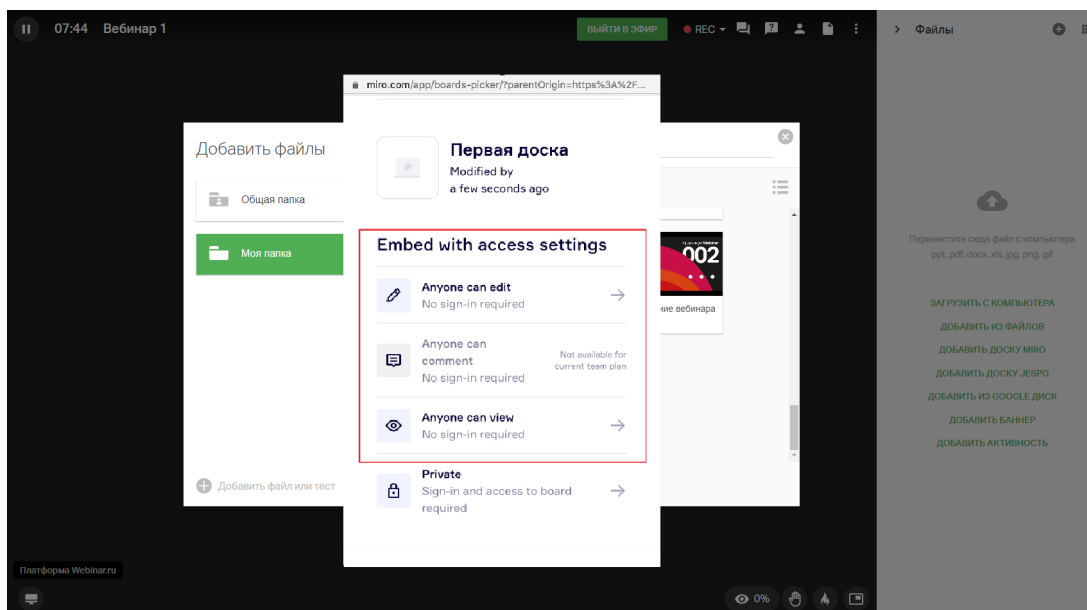 07:44 Вебинар 1
ВЫЙТИ В ЭФИР
REC
Файлы
miro.com/app/boards-picker/?parentOrigin=https%3A%2F...
Добавить файлы
Общая папка
Моя папка
Добавить файл или тест
Первая доска
Modified by
a few seconds ago
Embed with access settings
Anyone can edit
No sign-in required
Anyone can
comment
No sign-in required
Not available for
current team plan
Anyone can view
No sign-in required
Private
Sign-in and access to board
required
002
ние вебинара
Переместите сюда файл с компьютера
ppt, pdf, docx, xls, jpg, png, gif
ЗАГРУЗИТЬ С КОМПЬЮТЕРА
ДОБАВИТЬ ИЗ ФАЙЛОВ
ДОБАВИТЬ ДОСКУ MIRO
ДОБАВИТЬ ДОСКУ JESPO
ДОБАВИТЬ ИЗ GOOGLE ДИСК
ДОБАВИТЬ БАННЕР
ДОБАВИТЬ АКТИВНОСТЬ
Платформа Webinar.ru
0%